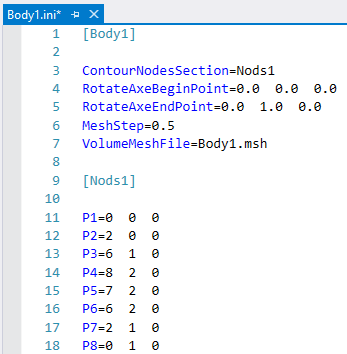 Body1.ini*
1 [Body1]
2
3 ContourNodesSection=Nods1
4 RotateAxeBeginPoint=0.0 0.0 0.0
5 RotateAxeEndPoint=0.0 1.0 0.0
6 MeshStep=0.5
7 VolumeMeshFile=Body1.msh
8
9 [Nods1]
10
11 P1=0 0 0
12 P2=2 0 0
13 P3=6 1 0
14 P4=8 2 0
15 P5=7 2 0
16 P6=6 2 0
17 P7=2 1 0
18 P8=0 1 0